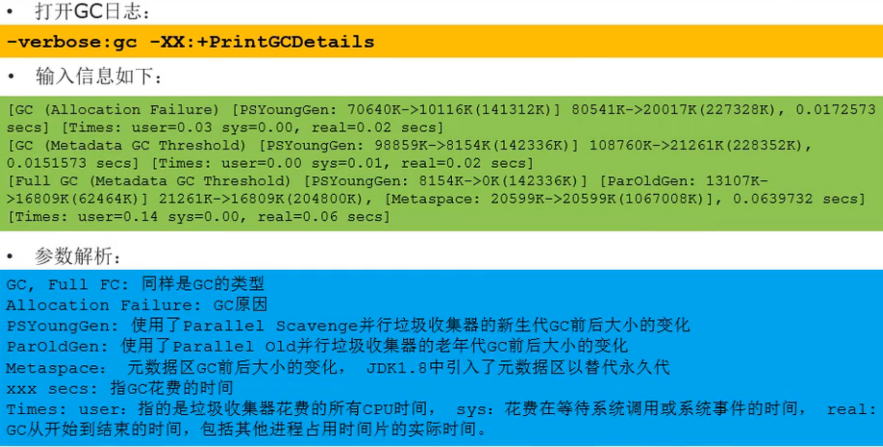 • 打开GC日志:
-verbose:gc -XX:+PrintGCDetails
• 输入信息如下:
[GC (Allocation Failure) [PSYoungGen: 70640K->10116K(141312K)] 80541K->20017K(227328K), 0.0172573
secs] [Times: user=0.03 sys=0.00, real=0.02 secs]
[GC (Metadata GC Threshold) [PSYoungGen: 98859K->8154K(142336K)] 108760K->21261K(228352K),
0.0151573 secs] [Times: user=0.00 sys=0.01, real=0.02 secs]
[Full GC (Metadata GC Threshold) [PSYoungGen: 8154K->0K(142336K)] [ParOldGen: 13107K-
>16809K(62464K)] 21261K->16809K(204800K), [Metaspace: 20599K->20599K(1067008K)], 0.0639732 secs]
[Times: user=0.14 sys=0.00, real=0.06 secs]
• 参数解析:
GC, Full FC: 同样是GC的类型
Allocation Failure: GC原因
PSYoungGen: 使用了Parallel Scavenge并行垃圾收集器的新生代GC前后大小的变化
ParOldGen: 使用了Parallel Old并行垃圾收集器的老年代GC前后大小的变化
Metaspace: 元数据区GC前后大小的变化, JDK1.8中引入了元数据区以替代永久代
xxx secs: 指GC花费的时间
Times: user: 指的是垃圾收集器花费的所有CPU时间, sys: 花费在等待系统调用或系统事件的时间, real:
GC从开始到结束的时间,包括其他进程占用时间片的实际时间。